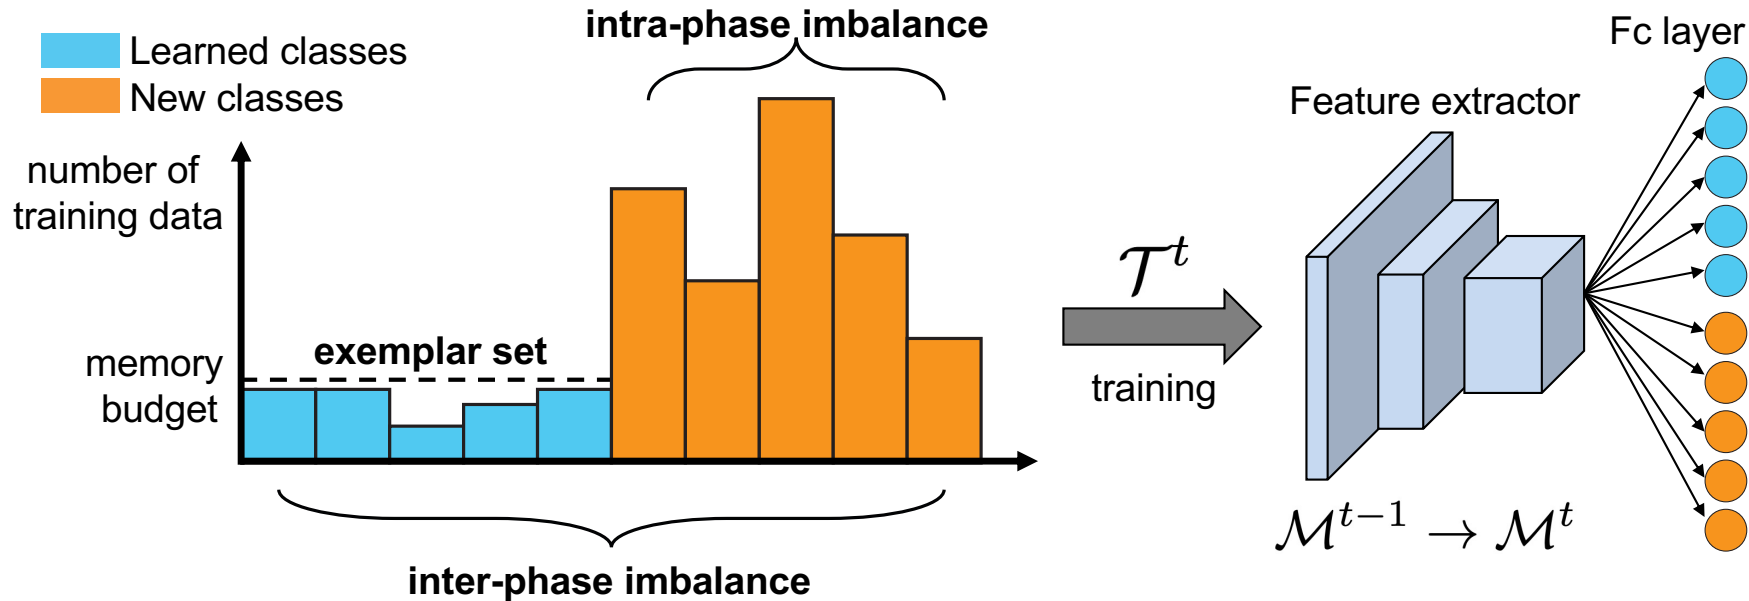 Learned classes
New classes
number of
training data
memory
budget
exemplar set
intra-phase imbalance
inter-phase imbalance
𝒯^t
training
Feature extractor
ℳ^{t−1} → ℳ^t
Fc layer